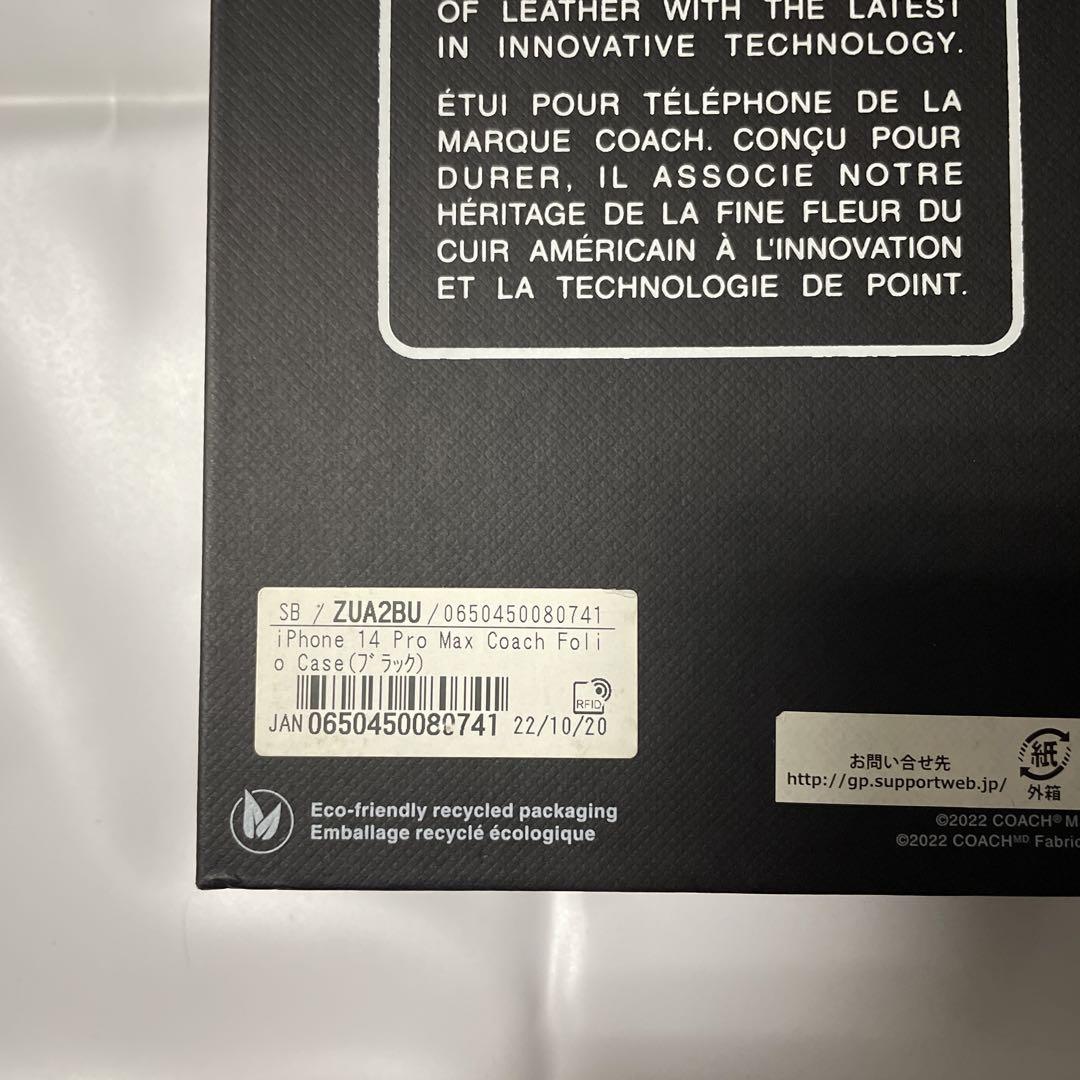 OF LEATHER WITH THE LATEST
IN INNOVATIVE TECHNOLOGY.
ÉTUI POUR TÉLÉPHONE DE LA
MARQUE COACH. CONÇU POUR
DURER, IL ASSOCIE NOTRE
HÉRITAGE DE LA FINE FLEUR DU
CUIR AMÉRICAIN À L'INNOVATION
ET LA TECHNOLOGIE DE POINT.
SB / ZUA2BU / 0650450080741
iPhone 14 Pro Max Coach Foli
o Case(ブラック)
RFID
JAN 0650450080741 22/10/20
お問い合せ先
http://gp.supportweb.jp/
紙
外箱
Eco-friendly recycled packaging
Emballage recyclé écologique
©2022 COACH® M
©2022 COACHᴹᴰ Fabric